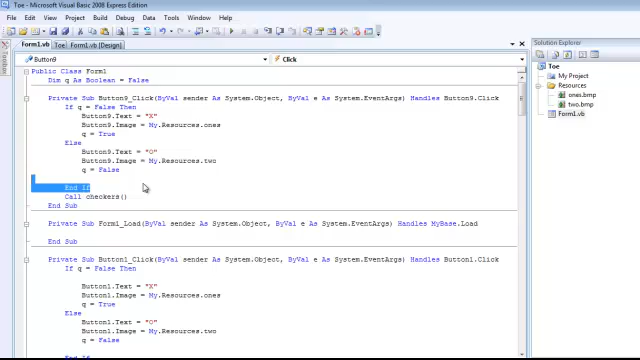 Toe - Microsoft Visual Basic 2008 Express Edition
File Edit View Project Build Debug Data Tools Window Help
Form1.vb Toe Form1.vb [Design]
Solution Explorer
Button9
Click
Toe
My Project
Resources
ones.bmp
two.bmp
Form1.vb
Toolbox
Public Class Form1
Dim q As Boolean = False
Private Sub Button9_Click(ByVal sender As System.Object, ByVal e As System.EventArgs) Handles Button9.Click
If q = False Then
Button9.Text = "X"
Button9.Image = My.Resources.ones
q = True
Else
Button9.Text = "O"
Button9.Image = My.Resources.two
q = False
End If
Call checkers()
End Sub
Private Sub Form1_Load(ByVal sender As System.Object, ByVal e As System.EventArgs) Handles MyBase.Load
End Sub
Private Sub Button1_Click(ByVal sender As System.Object, ByVal e As System.EventArgs) Handles Button1.Click
If q = False Then
Button1.Text = "X"
Button1.Image = My.Resources.ones
q = True
Else
Button1.Text = "O"
Button1.Image = My.Resources.two
q = False
End If